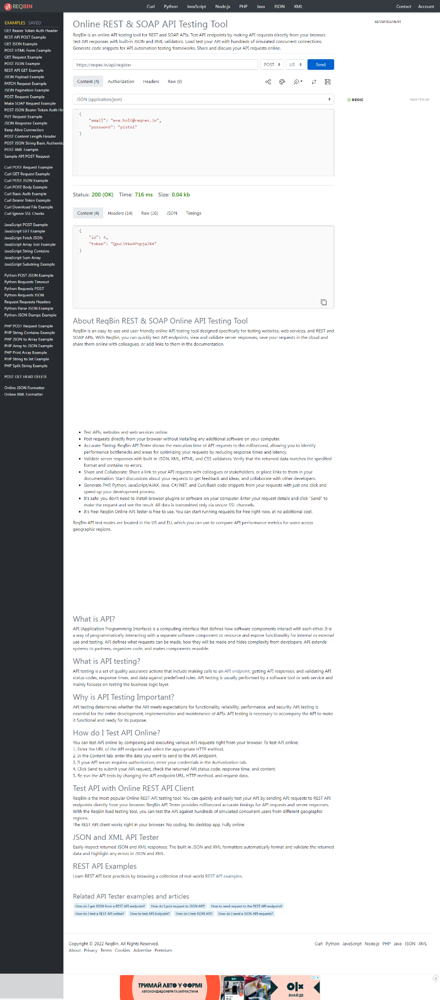 REQBIN
Curl Python JavaScript Node.js PHP Java JSON XML
Contact Account
EXAMPLES SAVED
GET Bearer Token Auth Header
REST API POST Example
GET JSON Example
POST HTML Form Example
GET Request Example
POST JSON Example
REST API GET Example
JSON Payload Example
PATCH Request Example
JSON Pagination Example
POST Request Example
Make SOAP Request Example
POST JSON Bearer Token Auth He
PUT Request Example
JSON Response Example
Keep Alive Connection
POST Content Length Header
POST JSON String Basic Authentic
POST XML Example
Sample API POST Request
Curl POST Request Example
Curl GET Request Example
Curl POST JSON Example
Curl POST Body Example
Curl Basic Auth Example
Curl Bearer Token Example
Curl Download File Example
Curl Ignore SSL Checks
JavaScript POST Example
JavaScript GET Example
JavaScript Fetch JSON
JavaScript Array Join Example
JavaScript String Contains
JavaScript Sum Array
JavaScript Substring Example
Python POST JSON Example
Python Requests Timeout
Python Requests POST
Python Requests JSON
Request Requests Headers
Python Parse JSON Example
Python JSON Dumps Example
PHP POST Request Example
PHP String Contains Example
PHP JSON to Array Example
PHP Array to JSON Example
PHP Print Array Example
PHP String to Int Example
PHP Split String Example
POST GET HEAD DELETE
Online JSON Formatter
Online XML Formatter
Online REST & SOAP API Testing Tool
ReqBin is an online API testing tool for REST and SOAP APIs. Test API endpoints by making API requests directly from your browser.
Test API responses with built-in JSON and XML validators. Load test your API with hundreds of simulated concurrent connections.
Generate code snippets for API automation testing frameworks. Share and discuss your API requests online.
https://reqres.in/api/register
POST
US
Send
Content (4) Authorization Headers Raw (9)
JSON (application/json)
{
"email": "eve.holt@reqres.in",
"password": "pistol"
}
Status: 200 (OK) Time: 716 ms Size: 0.04 kb
Content (4) Headers (14) Raw (16) JSON Timings
{
"id": 4,
"token": "QpwL5tke4Pnpja7X4"
}
About ReqBin REST & SOAP Online API Testing Tool
ReqBin is an easy-to-use and user-friendly online API testing tool designed specifically for testing websites, web services, and REST and
SOAP APIs. With ReqBin, you can quickly test API endpoints, view and validate server responses, save your requests in the cloud and
share them online with colleagues, or add links to them in the documentation.
• Test APIs, websites and web services online.
• Post requests directly from your browser without installing any additional software on your computer.
• Accurate Timing: ReqBin API Tester shows the execution time of API requests to the millisecond, allowing you to identify
performance bottlenecks and areas for optimizing your requests by reducing response times and latency.
• Validate server responses with built-in JSON, XML, HTML, and CSS validators. Verify that the returned data matches the specified
format and contains no errors.
• Share and Collaborate: Share a link to your API requests with colleagues or stakeholders, or place links to them in your
documentation. Start discussions about your requests to get feedback and ideas, and collaborate with other developers.
• Generate PHP, Python, JavaScript/AJAX, Java, C#/.NET, and Curl/Bash code snippets from your requests with just one click and
speed up your development process.
• It's safe: you don't need to install browser plugins or software on your computer. Enter your request details and click "Send" to
make the request and see the result. All data is transmitted only via secure SSL channels.
• It's free: ReqBin Online API Tester is free to use. You can start running requests for free right now, at no additional cost.
ReqBin API test nodes are located in the US and EU, which you can use to compare API performance metrics for users across
geographic regions.
What is API?
API (Application Programming Interface) is a computing interface that defines how software components interact with each other. It is
a way of programmatically interacting with a separate software component or resource and expose functionality for internal or external
use and testing. API defines what requests can be made, how they will be made and hides complexity from developers. API extends
systems to partners, organizes code, and makes components reusable.
What is API testing?
API testing is a set of quality assurance actions that include making calls to an API endpoint, getting API responses, and validating API
status codes, response times, and data against predefined rules. API testing is usually performed by a software tool or web service and
mainly focuses on testing the business logic layer.
Why is API Testing Important?
API testing determines whether the API meets expectations for functionality, reliability, performance, and security. API testing is
essential for the entire development, implementation and maintenance of APIs. API testing is necessary to accompany the API to make
it functional and ready for its purpose.
How do I Test API Online?
You can test API online by composing and executing various API requests right from your browser. To test API online:
1. Enter the URL of the API endpoint and select the appropriate HTTP method.
2. In the Content tab, enter the data you want to send to the API endpoint.
3. If your API server requires authorization, enter your credentials in the Authorization tab.
4. Click Send to submit your API request, check the returned API status code, response time, and content.
5. Re-run the API tests by changing the API endpoint URL, HTTP method, and request data.
Test API with Online REST API Client
ReqBin is the most popular Online REST API testing tool. You can quickly and easily test your API by sending API requests to REST API
endpoints directly from your browser. ReqBin API Tester provides millisecond accurate timings for API requests and server responses.
With the ReqBin load testing tool, you can test the API against hundreds of simulated concurrent users from different geographic
regions.
The REST API client works right in your browser. No coding. No desktop app. Fully online.
JSON and XML API Tester
Easily inspect returned JSON and XML responses. The built-in JSON and XML formatters automatically format and validate the returned
data and highlight any errors in JSON and XML.
REST API Examples
Learn REST API best practices by browsing a collection of real-world REST API examples.
Related API Tester examples and articles
How do I get JSON from a REST API endpoint? How do I post request to JSON API? How to send request to the REST API endpoint?
How do I test a REST API online? How to test API Endpoint? How do I test JSON API? How do I send a JSON API requests?
ADVERTISEMENT
ezoic
report this ad
Copyright © 2022 ReqBin. All Rights Reserved.
About Privacy Terms Cookies Advertise Premium
Curl Python JavaScript Node.js PHP Java JSON XML
ТРИМАЙ АВТО У ФОРМІ
АВТОКОНДИЦІОНЕРИ ТА ЗАПЧАСТИНИ
olx
olx
ЗНАЙ ДЕ
X